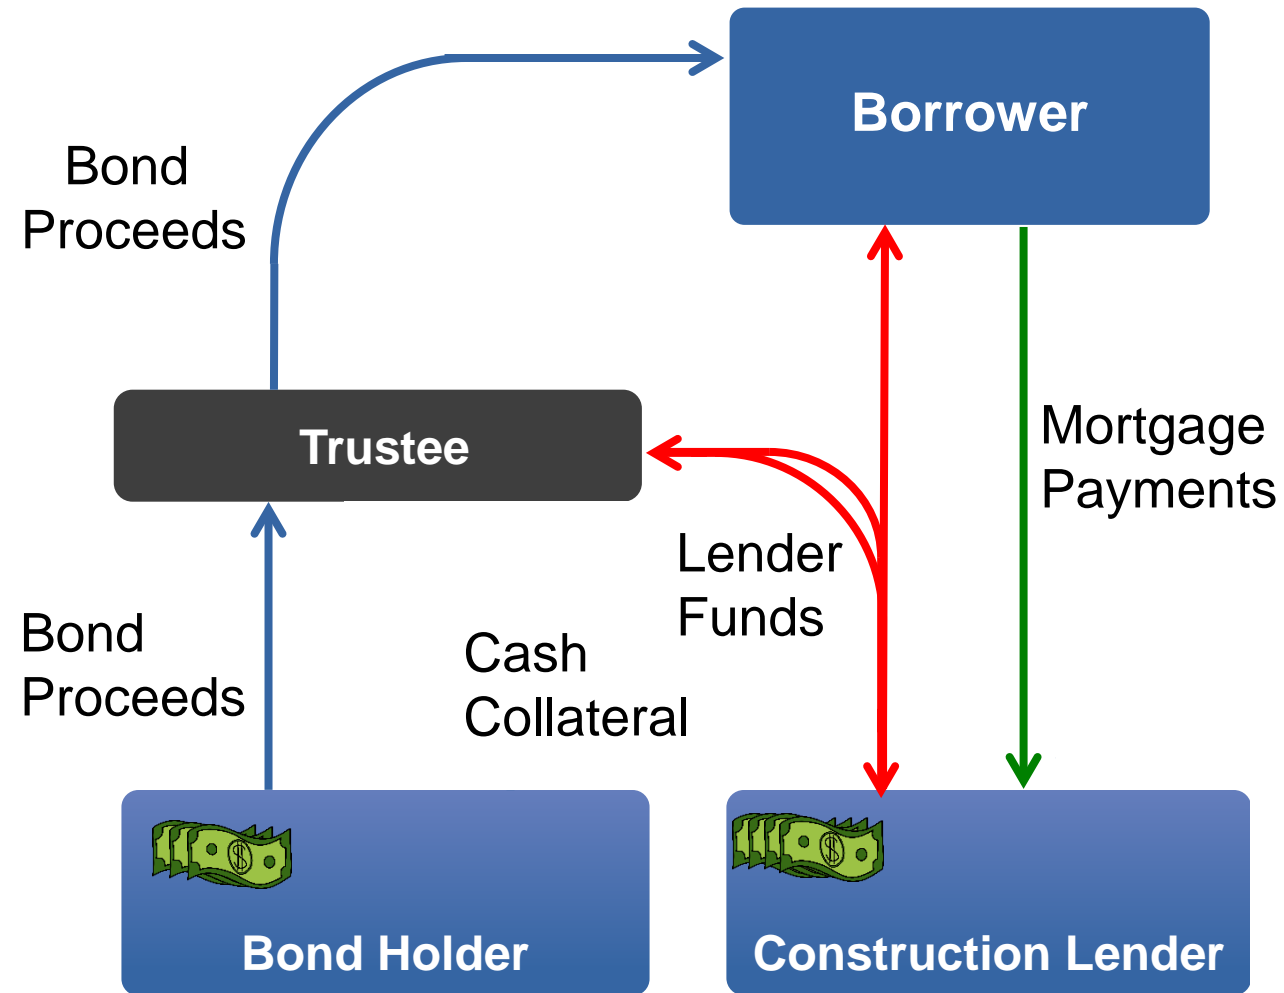 Borrower
Bond
Proceeds
Trustee
Mortgage
Payments
Lender
Funds
Bond
Proceeds
Cash
Collateral
Bond Holder
Construction Lender